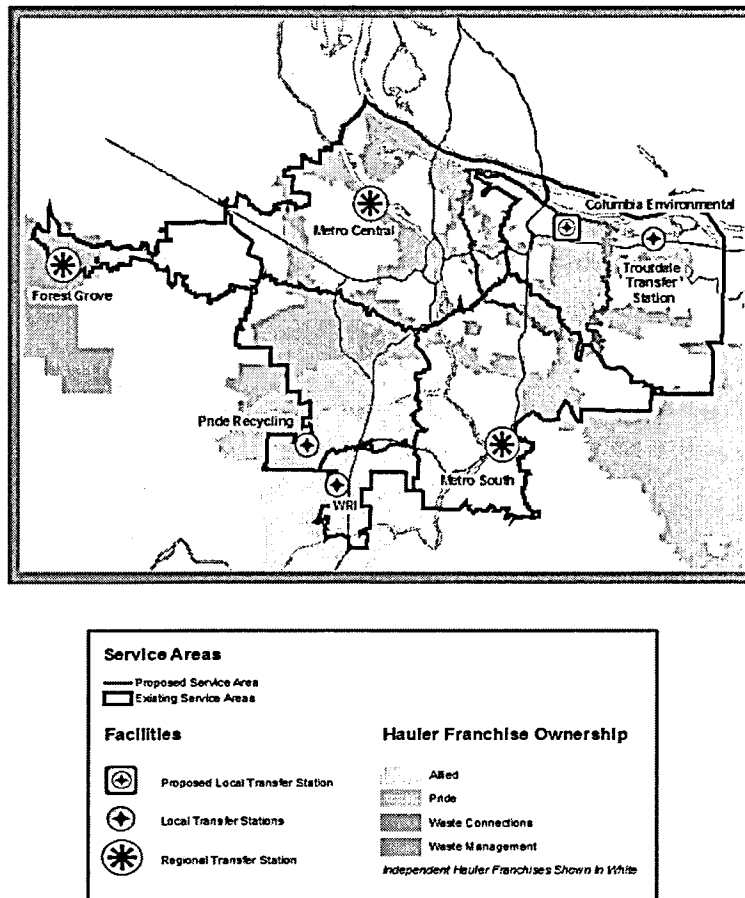 Columbia Environmental
Metro Central
Troutdale
Transfer
Station
Forest Grove
Pride Recycling
Metro South
WRI
Service Areas
Proposed Service Area
Existing Service Areas
Facilities
Hauler Franchise Ownership
Proposed Local Transfer Station
Allied
Pride
Local Transfer Stations
Waste Connections
Waste Management
Regional Transfer Station
Independent Hauler Franchises Shown In White